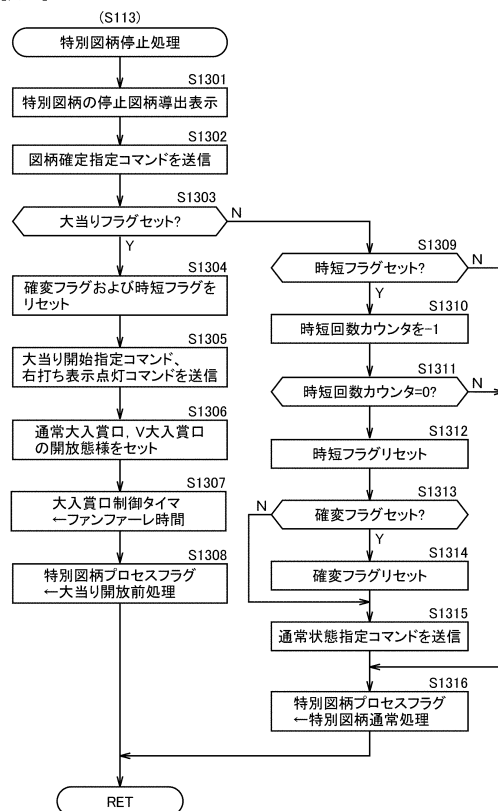 (S113)
特別図柄停止処理
S1301
特別図柄の停止図柄導出表示
S1302
図柄確定指定コマンドを送信
S1303
大当りフラグセット?
N
Y
S1304
確変フラグおよび時短フラグを
リセット
S1305
大当り開始指定コマンド、
右打ち表示点灯コマンドを送信
S1306
通常大入賞口, V大入賞口
の開放態様をセット
S1307
大入賞口制御タイマ
←ファンファーレ時間
S1308
特別図柄プロセスフラグ
←大当り開放前処理
S1309
時短フラグセット?
N
Y
S1310
時短回数カウンタを-1
S1311
時短回数カウンタ=0?
N
Y
S1312
時短フラグリセット
S1313
確変フラグセット?
N
Y
S1314
確変フラグリセット
S1315
通常状態指定コマンドを送信
S1316
特別図柄プロセスフラグ
←特別図柄通常処理
RET